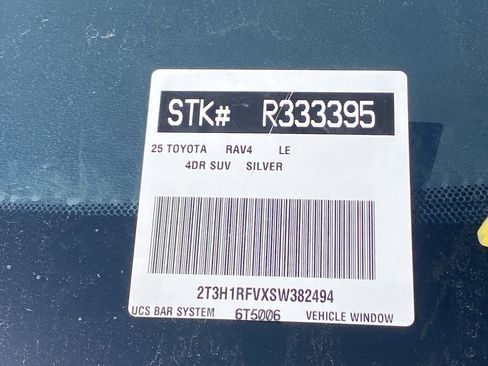 STK# R333395
25 TOYOTA RAV4 LE
4DR SUV SILVER
2T3H1RFVXSW382494
UCS BAR SYSTEM 6T5006 VEHICLE WINDOW